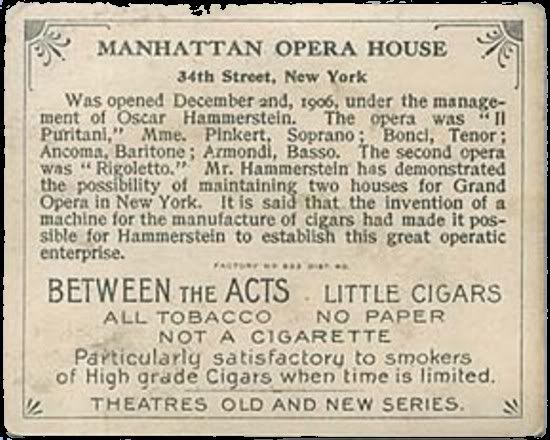 MANHATTAN OPERA HOUSE
34th Street, New York
Was opened December 2nd, 1906, under the manage-
ment of Oscar Hammerstein. The opera was "Il
Puritani," Mme. Pinkert, Soprano; Bonci, Tenor;
Ancoma, Baritone; Armondi, Basso. The second opera
was "Rigoletto." Mr. Hammerstein has demonstrated
the possibility of maintaining two houses for Grand
Opera in New York. It is said that the invention of a
machine for the manufacture of cigars had made it pos-
sible for Hammerstein to establish this great operatic
enterprise.
BETWEEN THE ACTS LITTLE CIGARS
ALL TOBACCO NO PAPER
NOT A CIGARETTE
Particularly satisfactory to smokers
of High grade Cigars when time is limited.
THEATRES OLD AND NEW SERIES.